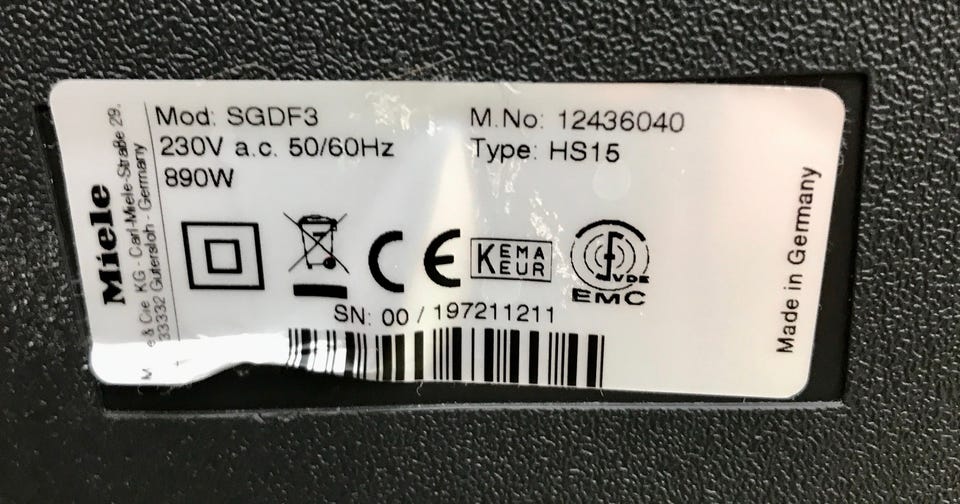 Miele
e & Cie. KG - Carl-Miele-Straße 29.
33332 Gütersloh - Germany
Mod: SGDF3
230V a.c. 50/60Hz
890W
M.No: 12436040
Type: HS15
CE
KEMA
KEUR
VDE
EMC
SN: 00 / 197211211
Made in Germany